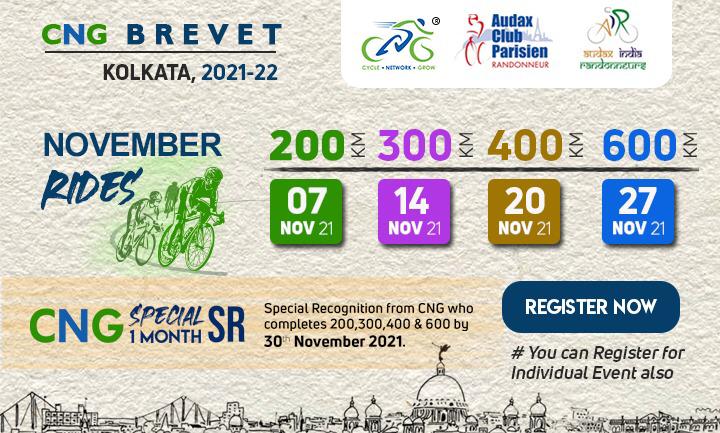 CNG BREVET
KOLKATA, 2021-22
CNG
®
CYCLE • NETWORK • GROW
Audax
Club
Parisien
RANDONNEUR
audax india
randonneurs
NOVEMBER
RIDES
200 KM
300 KM
400 KM
600 KM
07
NOV 21
14
NOV 21
20
NOV 21
27
NOV 21
CNG SPECIAL
1 MONTH SR
Special Recognition from CNG who
completes 200,300,400 & 600 by
30th November 2021.
REGISTER NOW
# You can Register for
Individual Event also